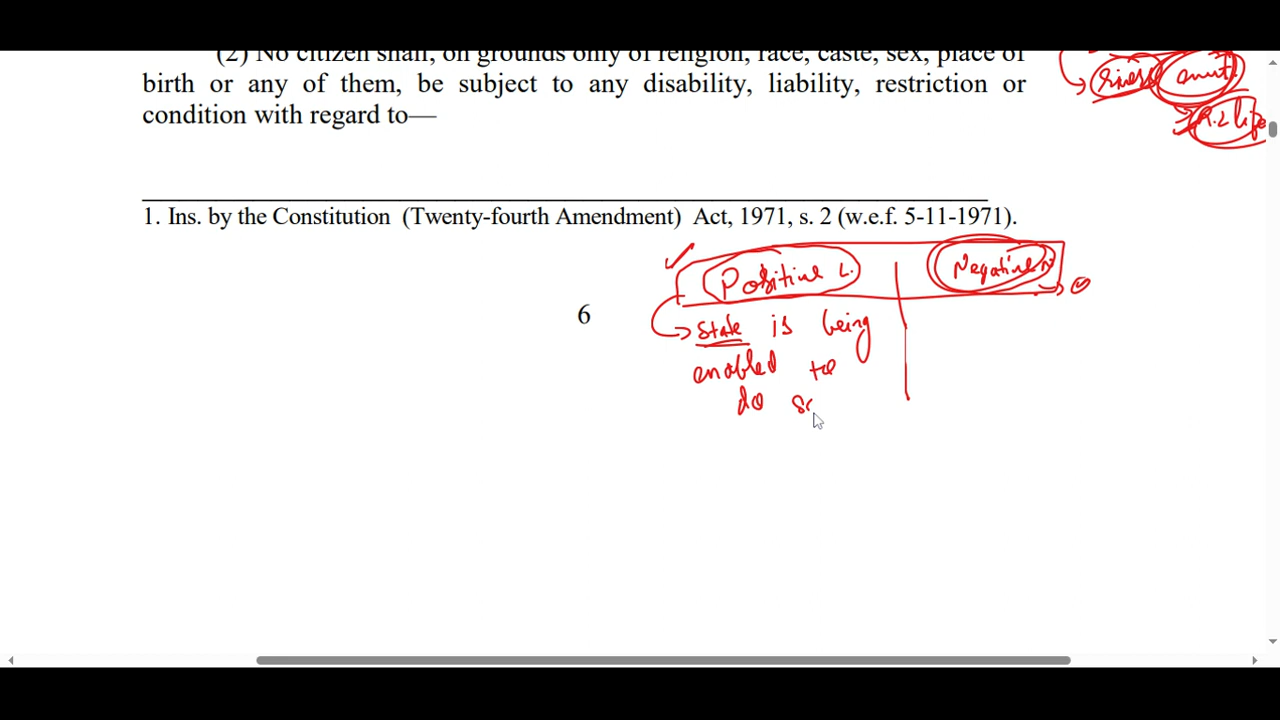 (2) No citizen shall, on grounds only of religion, race, caste, sex, place of
birth or any of them, be subject to any disability, liability, restriction or
condition with regard to—
R.L life
1. Ins. by the Constitution (Twenty-fourth Amendment) Act, 1971, s. 2 (w.e.f. 5-11-1971).
Positive L. Negative
6
State is being
enabled to
do so